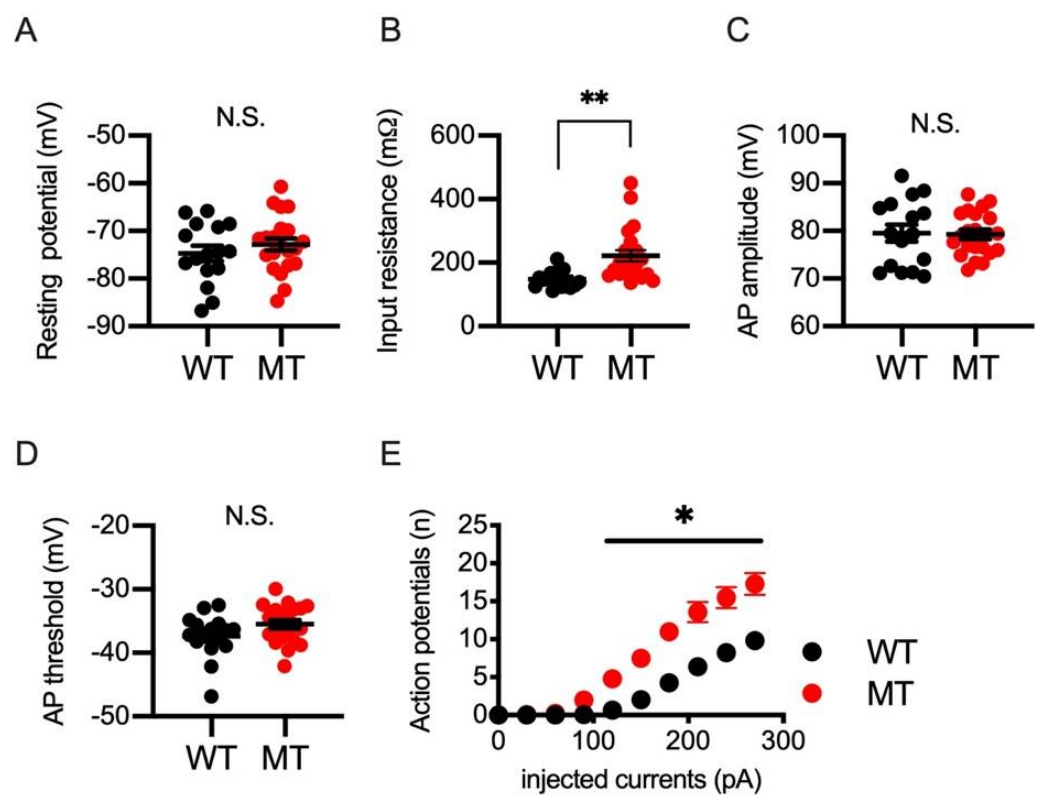 A
Resting potential (mV)
N.S.
-50
-60
-70
-80
-90
WT MT
B
Input resistance (mΩ)
**
600
400
200
0
WT MT
C
AP amplitude (mV)
N.S.
100
90
80
70
60
WT MT
D
AP threshold (mV)
N.S.
-20
-30
-40
-50
WT MT
E
Action potentials (n)
*
25
20
15
10
5
0
0 100 200 300
injected currents (pA)
WT
MT